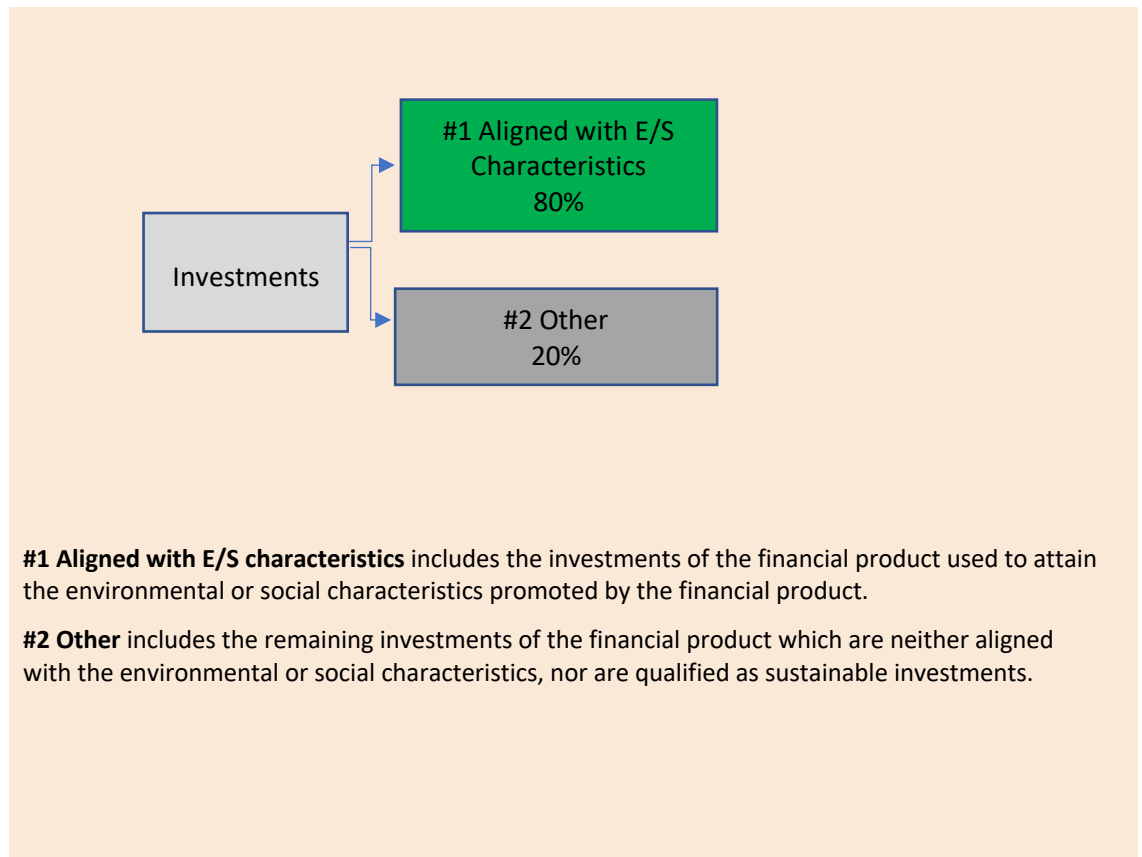 #1 Aligned with E/S
Characteristics
80%
Investments
#2 Other
20%
#1 Aligned with E/S characteristics includes the investments of the financial product used to attain
the environmental or social characteristics promoted by the financial product.
#2 Other includes the remaining investments of the financial product which are neither aligned
with the environmental or social characteristics, nor are qualified as sustainable investments.